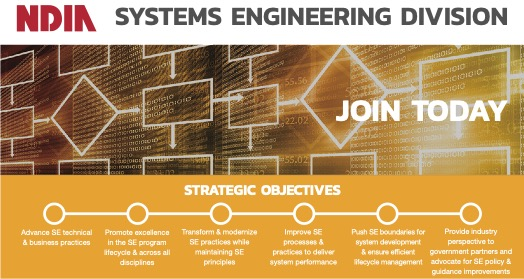 NDIA SYSTEMS ENGINEERING DIVISION
JOIN TODAY
STRATEGIC OBJECTIVES
Advance SE technical
& business practices
Promote excellence
in the SE program
lifecycle & across all
disciplines
Transform & modernize
SE practices while
maintaining SE
principles
Improve SE
processes &
practices to deliver
system performance
Push SE boundaries for
system development
& ensure efficient
lifecycle management
Provide industry
perspective to
government partners and
advocate for SE policy &
guidance improvements